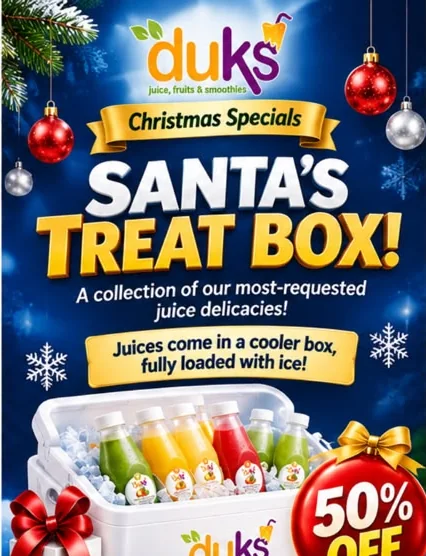 duks
juice, fruits & smoothies
Christmas Specials
SANTA'S
TREAT BOX!
A collection of our most-requested
juice delicacies!
Juices come in a cooler box,
fully loaded with ice!
50%
OFF
duks